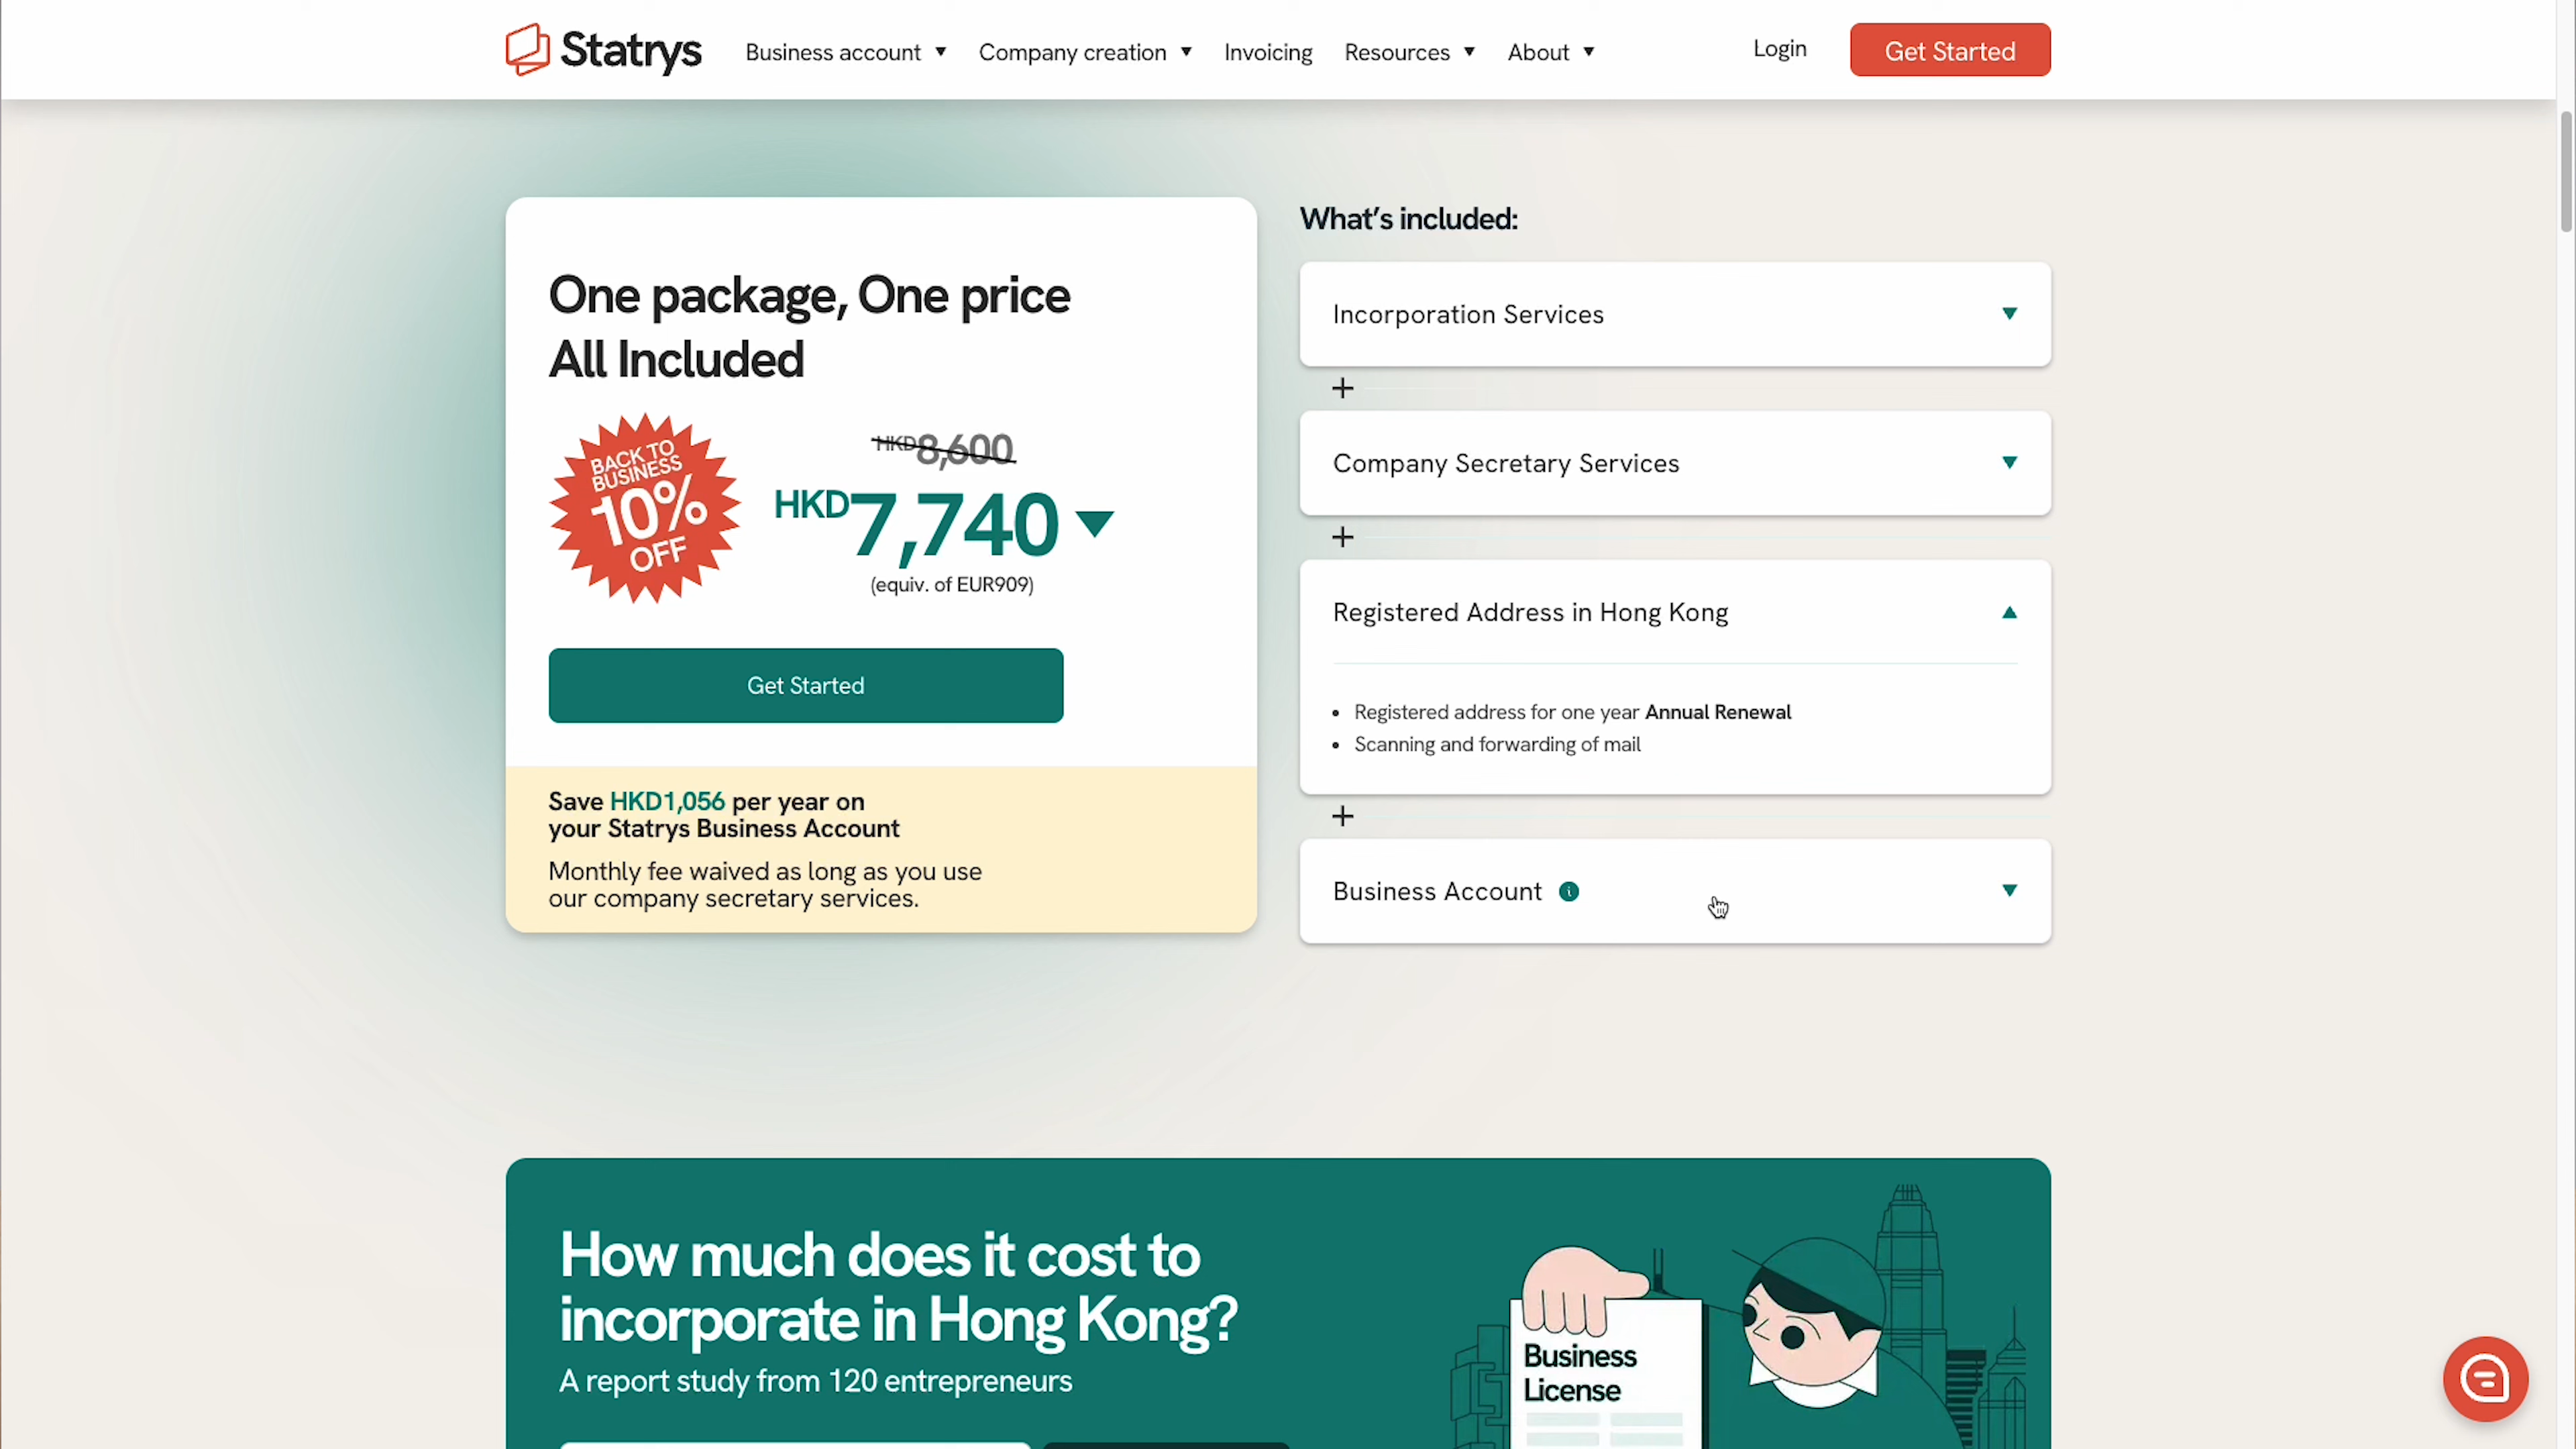 Statrys
Business account
Company creation
Invoicing
Resources
About
Login
Get Started
One package, One price
All Included
BACK TO
BUSINESS
10%
OFF
HKD8,600
HKD7,740
(equiv. of EUR909)
Get Started
Save HKD1,056 per year on
your Statrys Business Account
Monthly fee waived as long as you use
our company secretary services.
What's included:
Incorporation Services
+
Company Secretary Services
+
Registered Address in Hong Kong
• Registered address for one year Annual Renewal
• Scanning and forwarding of mail
+
Business Account i
How much does it cost to
incorporate in Hong Kong?
A report study from 120 entrepreneurs
Business
License